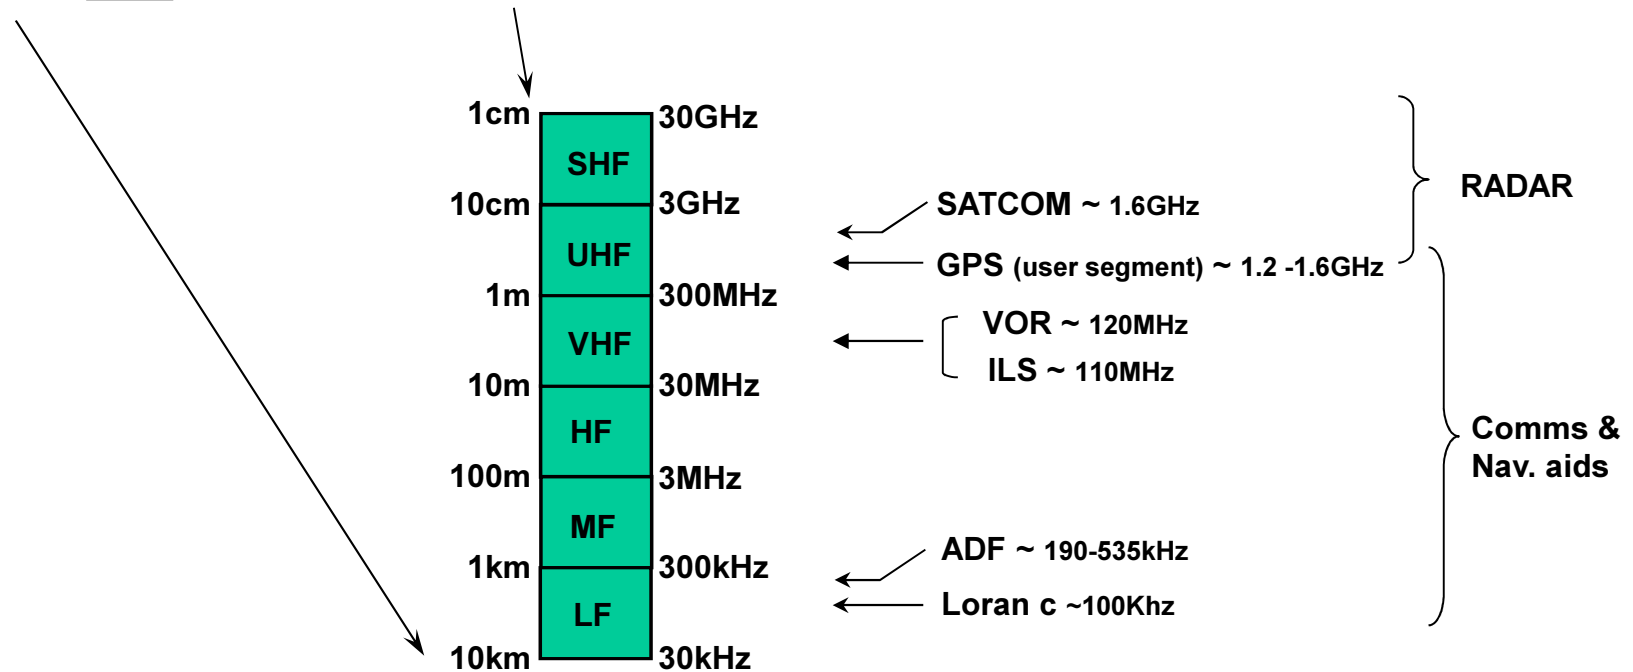 1cm 30GHz
SHF
10cm 3GHz
SATCOM ~ 1.6GHz
RADAR
UHF
GPS (user segment) ~ 1.2 -1.6GHz
1m 300MHz
VOR ~ 120MHz
VHF
ILS ~ 110MHz
10m 30MHz
HF
Comms &
Nav. aids
100m 3MHz
MF
ADF ~ 190-535kHz
1km 300kHz
Loran c ~100Khz
LF
10km 30kHz